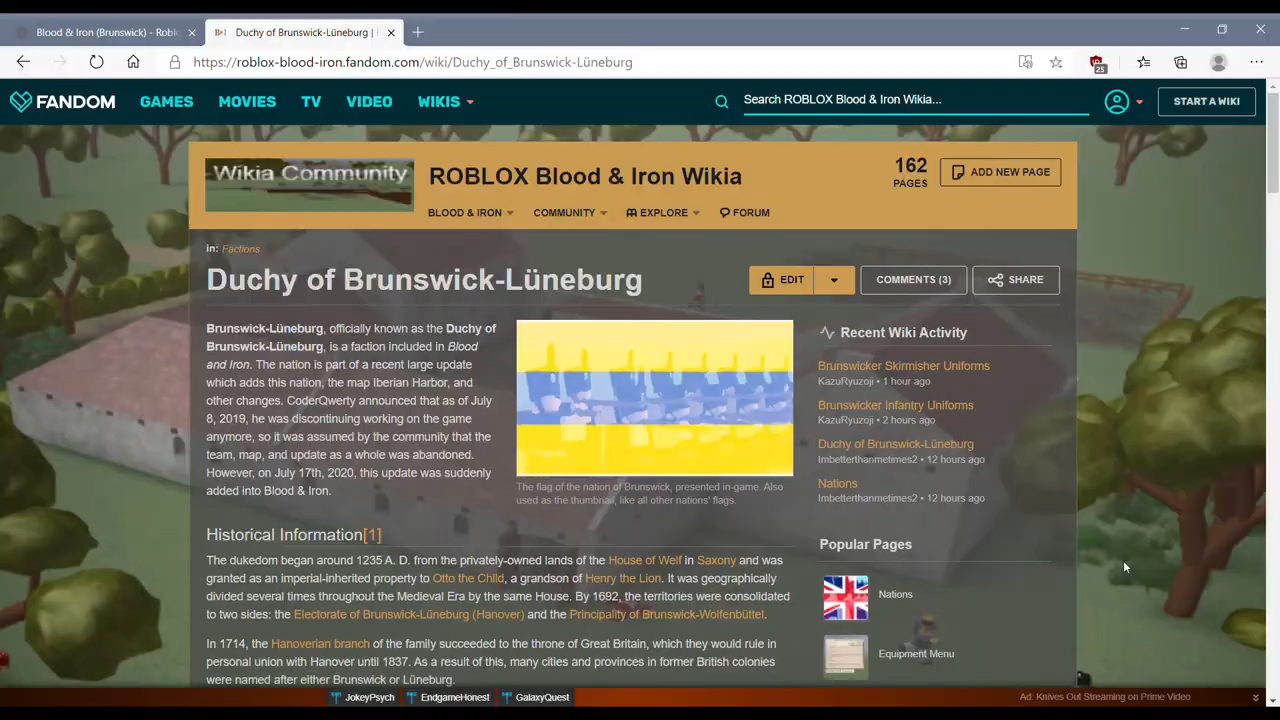 Blood & Iron (Brunswick) - Robl
Duchy of Brunswick-Lüneburg |
https://roblox-blood-iron.fandom.com/wiki/Duchy_of_Brunswick-Lüneburg
25
FANDOM
GAMES
MOVIES
TV
VIDEO
WIKIS
Search ROBLOX Blood & Iron Wikia...
START A WIKI
Wikia Community
ROBLOX Blood & Iron Wikia
162
PAGES
ADD NEW PAGE
BLOOD & IRON
COMMUNITY
EXPLORE
FORUM
in: Factions
Duchy of Brunswick-Lüneburg
EDIT
COMMENTS (3)
SHARE
Brunswick-Lüneburg, officially known as the Duchy of
Brunswick-Lüneburg, is a faction included in Blood
and Iron. The nation is part of a recent large update
which adds this nation, the map Iberian Harbor, and
other changes. CoderQwerty announced that as of July
8, 2019, he was discontinuing working on the game
anymore, so it was assumed by the community that the
team, map, and update as a whole was abandoned.
However, on July 17th, 2020, this update was suddenly
added into Blood & Iron.
The flag of the nation of Brunswick, presented in-game. Also
used as the thumbnail, like all other nations' flags.
Historical Information[1]
The dukedom began around 1235 A. D. from the privately-owned lands of the House of Welf in Saxony and was
granted as an imperial-inherited property to Otto the Child, a grandson of Henry the Lion. It was geographically
divided several times throughout the Medieval Era by the same House. By 1692, the territories were consolidated
to two sides: the Electorate of Brunswick-Lüneburg (Hanover) and the Principality of Brunswick-Wolfenbüttel.
In 1714, the Hanoverian branch of the family succeeded to the throne of Great Britain, which they would rule in
personal union with Hanover until 1837. As a result of this, many cities and provinces in former British colonies
were named after either Brunswick or Lüneburg.
Recent Wiki Activity
Brunswicker Skirmisher Uniforms
KazuRyuzoji • 1 hour ago
Brunswicker Infantry Uniforms
KazuRyuzoji • 2 hours ago
Duchy of Brunswick-Lüneburg
Imbetterthanmetimes2 • 12 hours ago
Nations
Imbetterthanmetimes2 • 12 hours ago
Popular Pages
Nations
Equipment Menu
JokeyPsych
EndgameHonest
GalaxyQuest
Ad: Knives Out Streaming on Prime Video